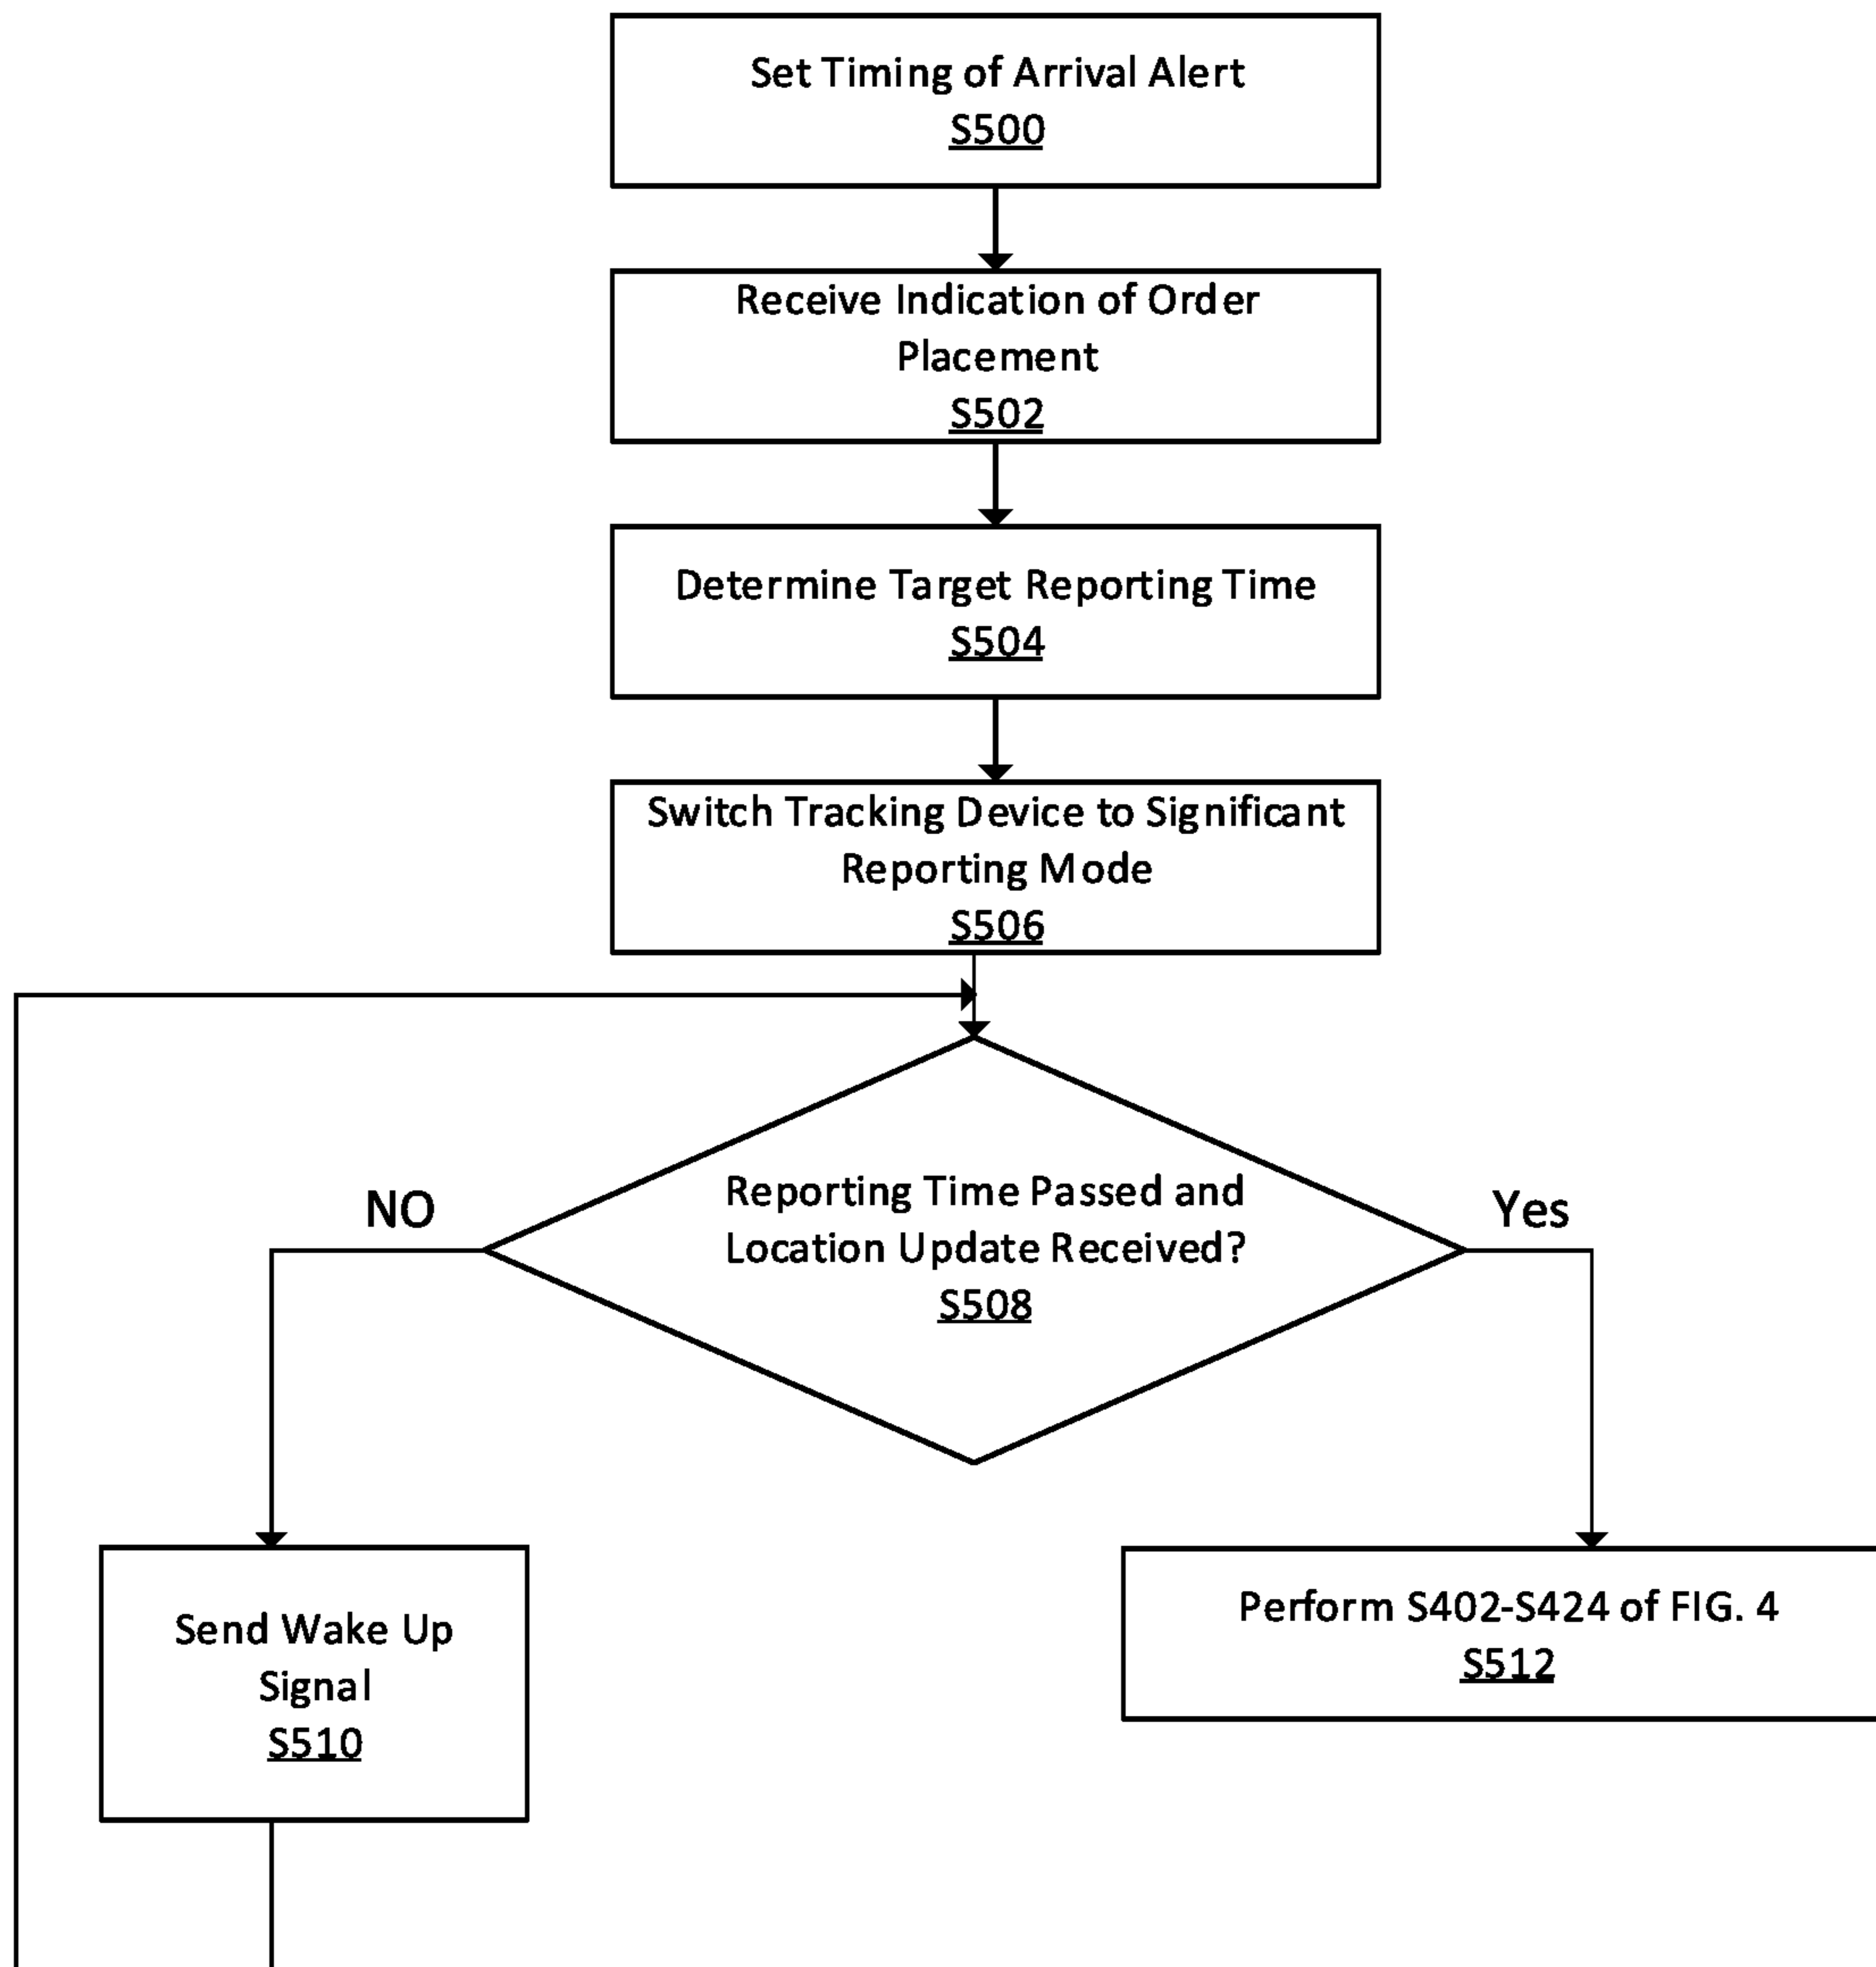 Set Timing of Arrival Alert
S500
Receive Indication of Order
Placement
S502
Determine Target Reporting Time
S504
Switch Tracking Device to Significant
Reporting Mode
S506
NO
Yes
Reporting Time Passed and
Location Update Received?
S508
Send Wake Up
Signal
S510
Perform S402-S424 of FIG. 4
S512